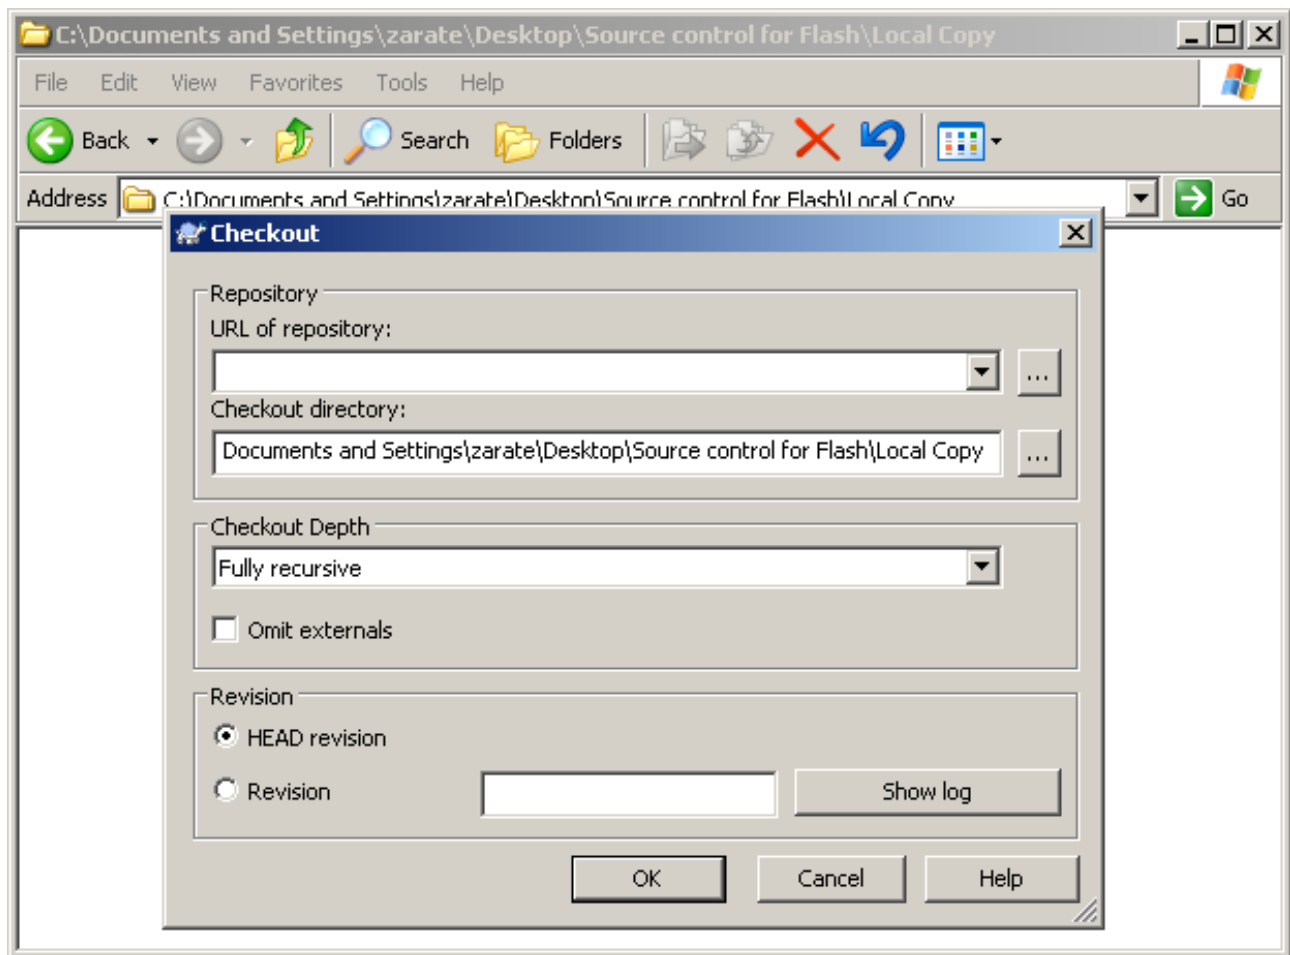 C:\Documents and Settings\zarate\Desktop\Source control for Flash\Local Copy
File Edit View Favorites Tools Help
Back Search Folders
Address C:\Documents and Settings\zarate\Desktop\Source control for Flash\Local Copy Go
Checkout
Repository
URL of repository:
...
Checkout directory:
Documents and Settings\zarate\Desktop\Source control for Flash\Local Copy ...
Checkout Depth
Fully recursive
Omit externals
Revision
HEAD revision
Revision Show log
OK Cancel Help